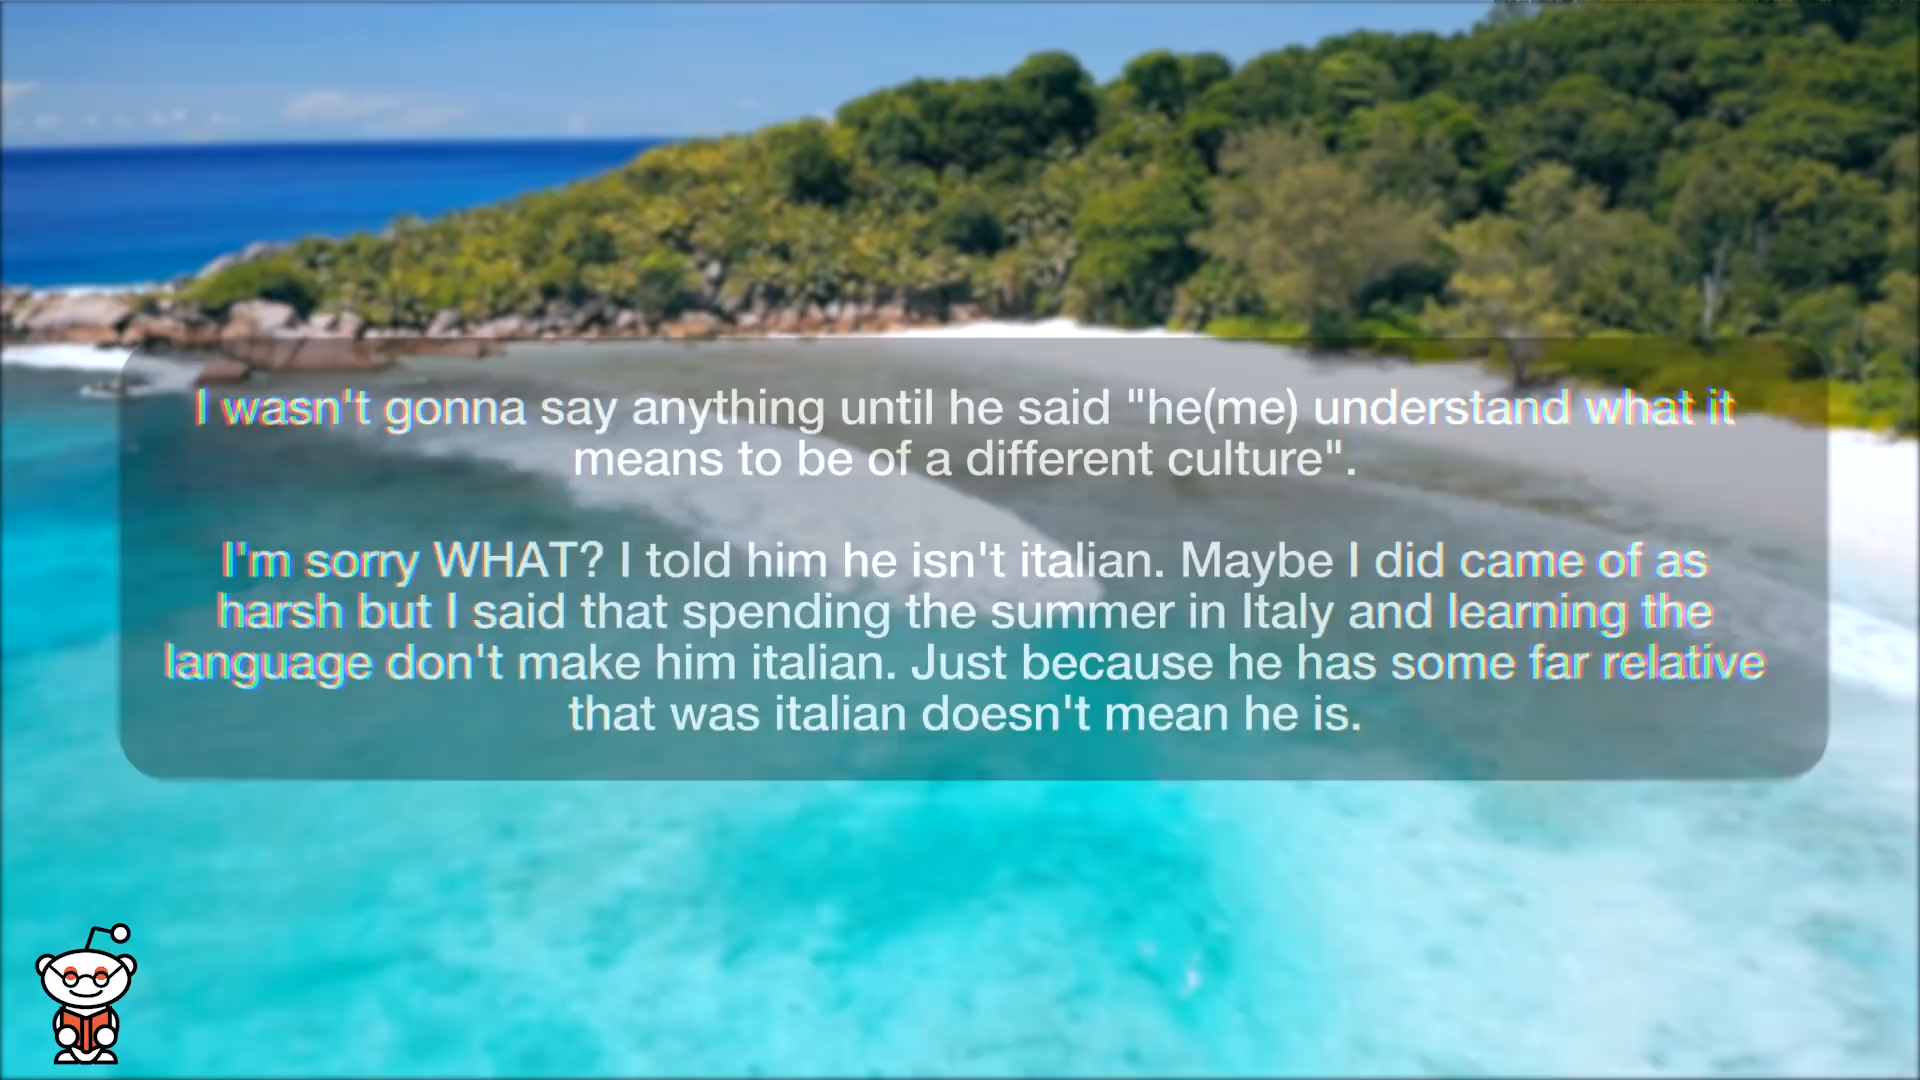 I wasn't gonna say anything until he said "he(me) understand what it
means to be of a different culture".
I'm sorry WHAT? I told him he isn't italian. Maybe I did came of as
harsh but I said that spending the summer in Italy and learning the
language don't make him italian. Just because he has some far relative
that was italian doesn't mean he is.